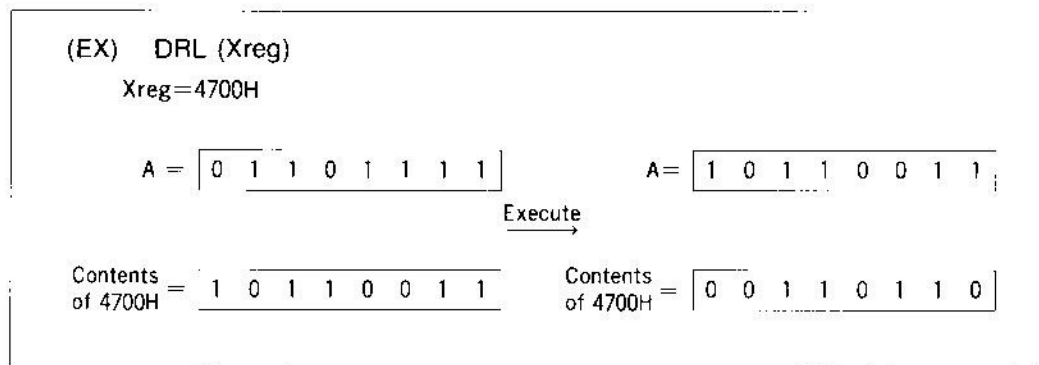 (EX) DRL (Xreg)
Xreg=4700H
A = 0 1 1 0 1 1 1 1 A= 1 0 1 1 0 0 1 1
Execute
Contents of 4700H = 1 0 1 1 0 0 1 1 Contents of 4700H = 0 0 1 1 0 1 1 0